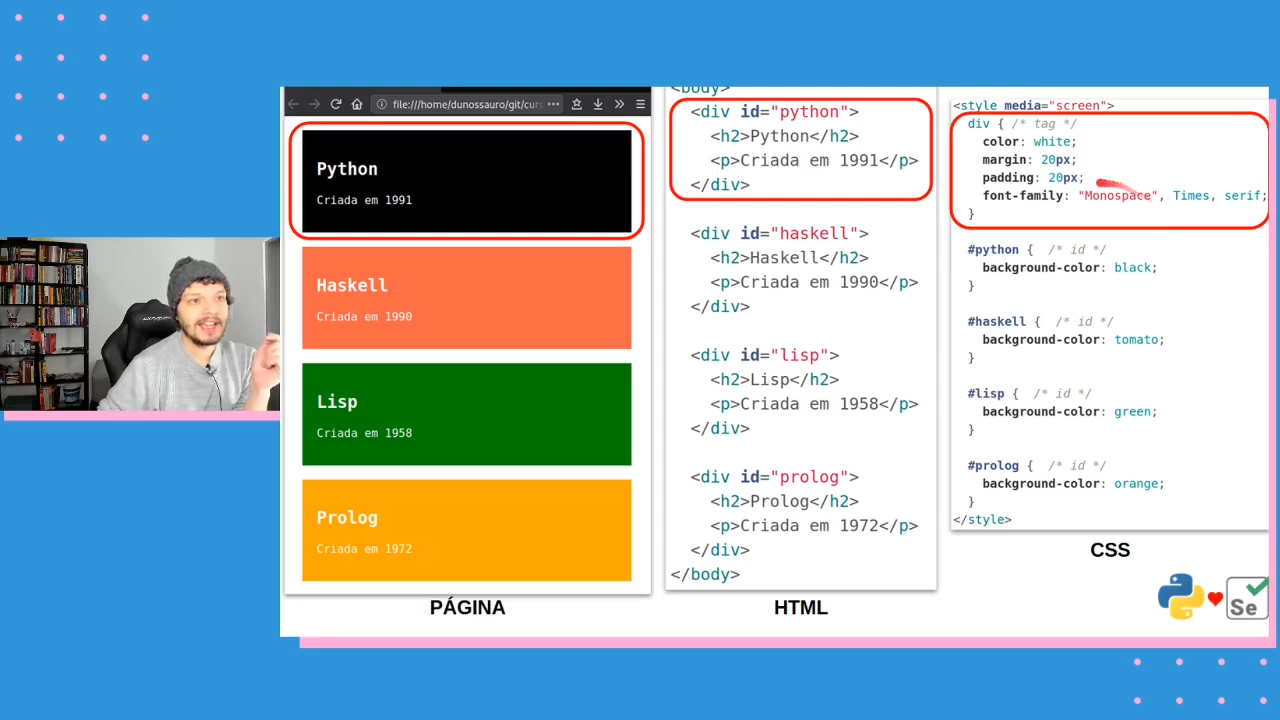 file:///home/dunossauro/git/curs
Python
Criada em 1991
Haskell
Criada em 1990
Lisp
Criada em 1958
Prolog
Criada em 1972
PÁGINA
<body>
<div id="python">
<h2>Python</h2>
<p>Criada em 1991</p>
</div>
<div id="haskell">
<h2>Haskell</h2>
<p>Criada em 1990</p>
</div>
<div id="lisp">
<h2>Lisp</h2>
<p>Criada em 1958</p>
</div>
<div id="prolog">
<h2>Prolog</h2>
<p>Criada em 1972</p>
</div>
</body>
HTML
<style media="screen">
div { /* tag */
color: white;
margin: 20px;
padding: 20px;
font-family: "Monospace", Times, serif;
}
#python { /* id */
background-color: black;
}
#haskell { /* id */
background-color: tomato;
}
#lisp { /* id */
background-color: green;
}
#prolog { /* id */
background-color: orange;
}
</style>
CSS
Se